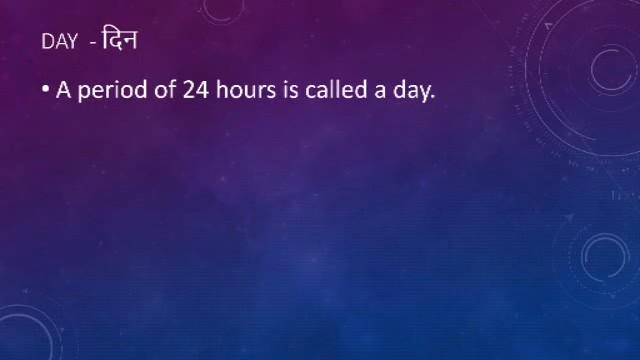 DAY - दिन
• A period of 24 hours is called a day.